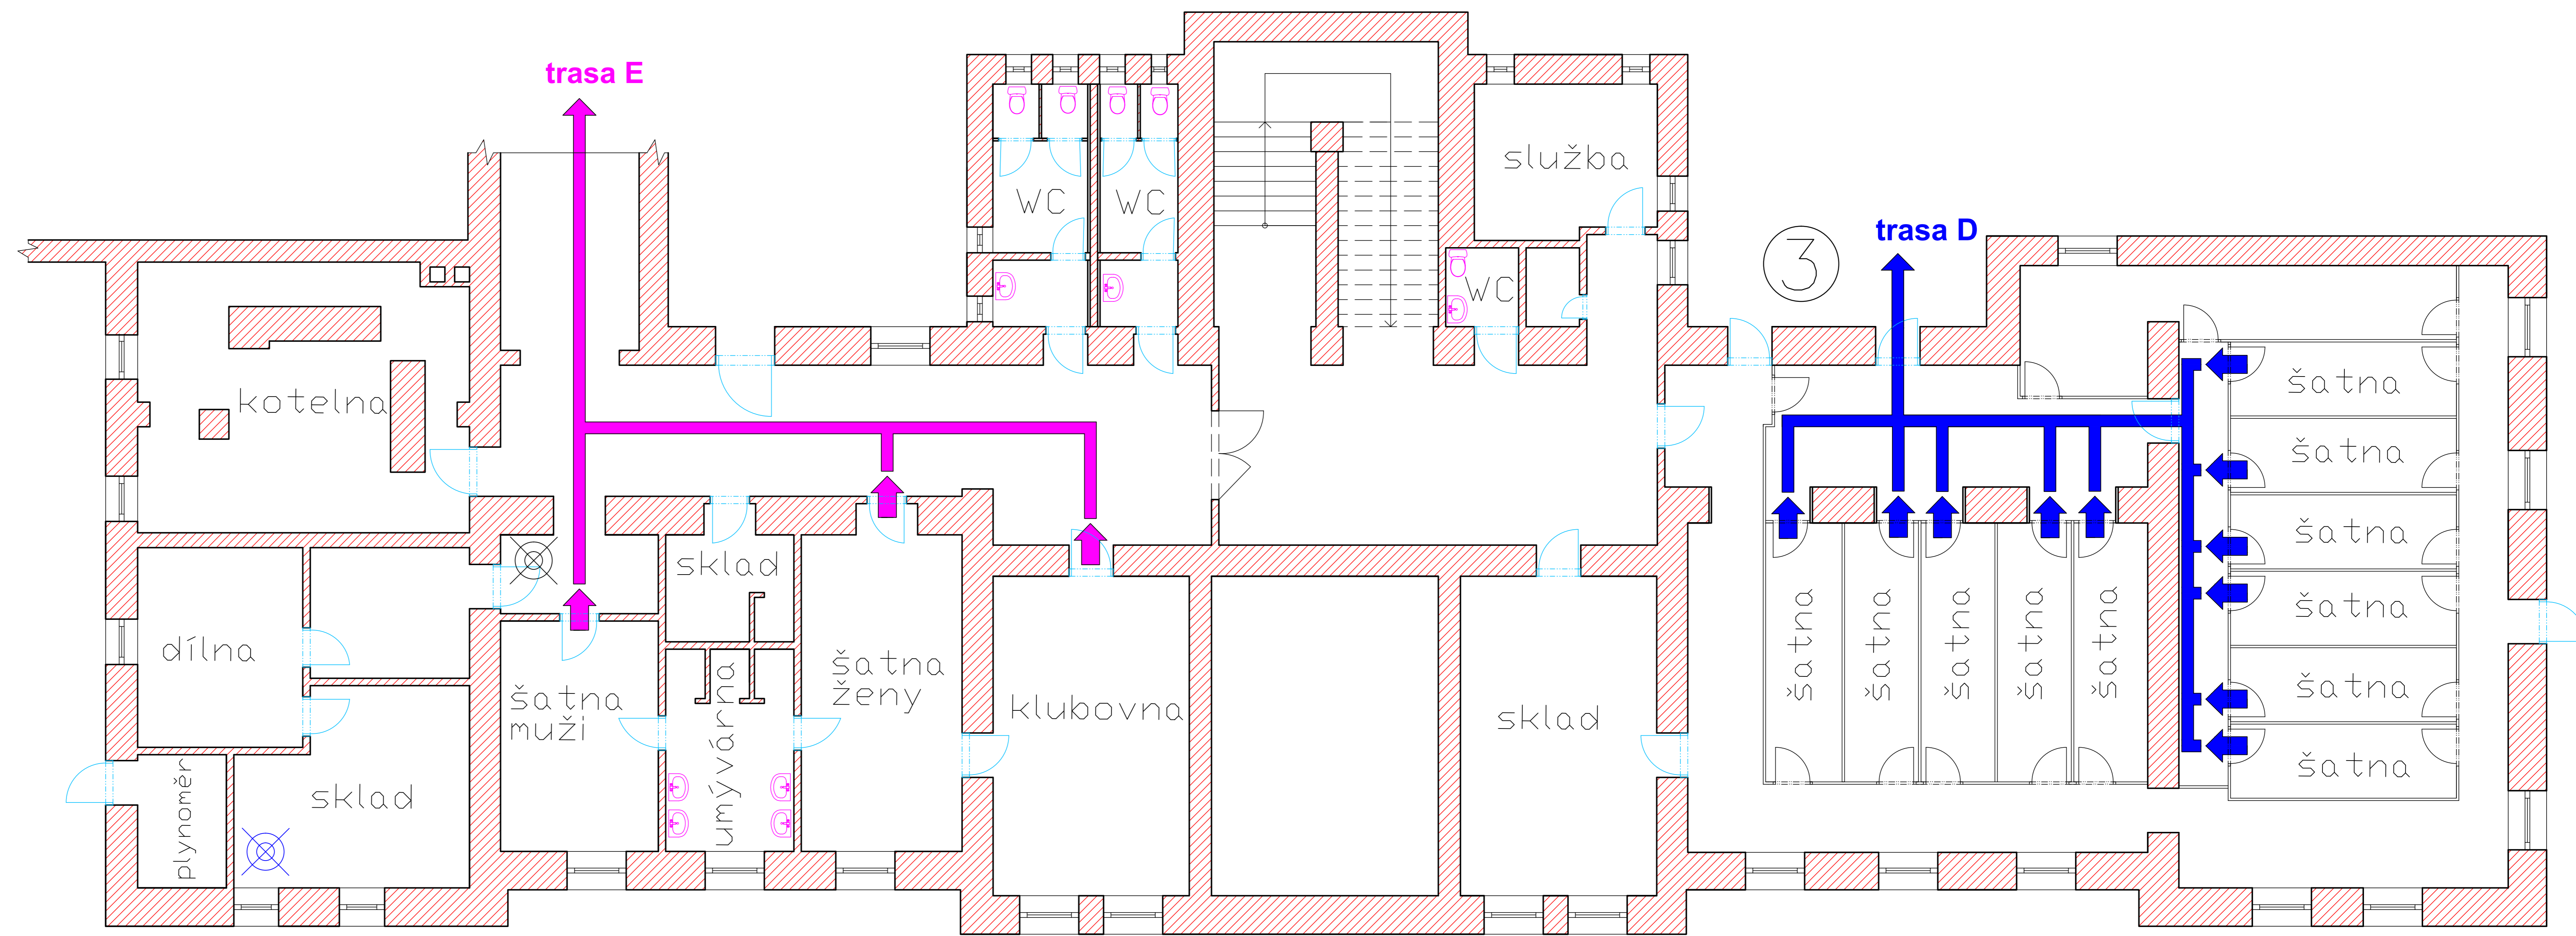 trasa E
WC
WC
služba
WC
3
trasa D
kotelna
sklad
dílna
šatna
muži
umývárna
šatna
ženy
klubovna
sklad
plynoměr
sklad
šatna
šatna
šatna
šatna
šatna
šatna
šatna
šatna
šatna
šatna
šatna